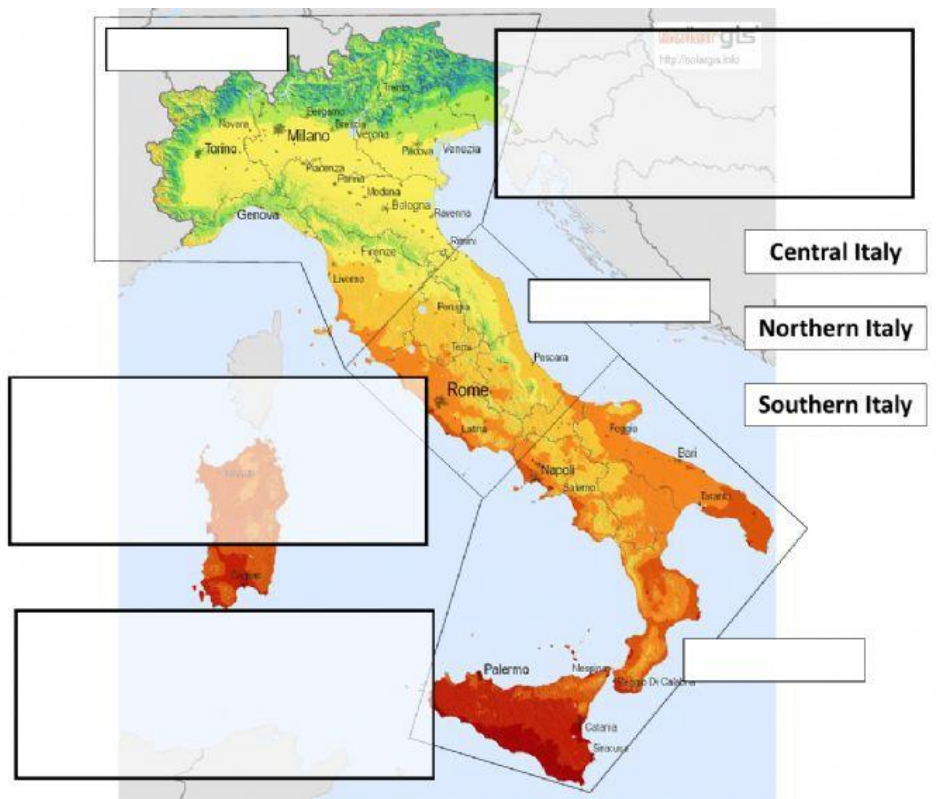 gis
http://solargis.info
Trento
Bergamo
Novara
Brescia
Milano
Verona
Torino
Padova
Venezia
Piacenza
Parma
Modena
Bologna
Genova
Ravenna
Rimini
Firenze
Central Italy
Livorno
Perugia
Northern Italy
Terni
Pescara
Rome
Southern Italy
Latina
Foggia
Bari
Napoli
Salerno
Taranto
Cagliari
Palermo
Messina
Reggio Di Calabria
Catania
Siracusa